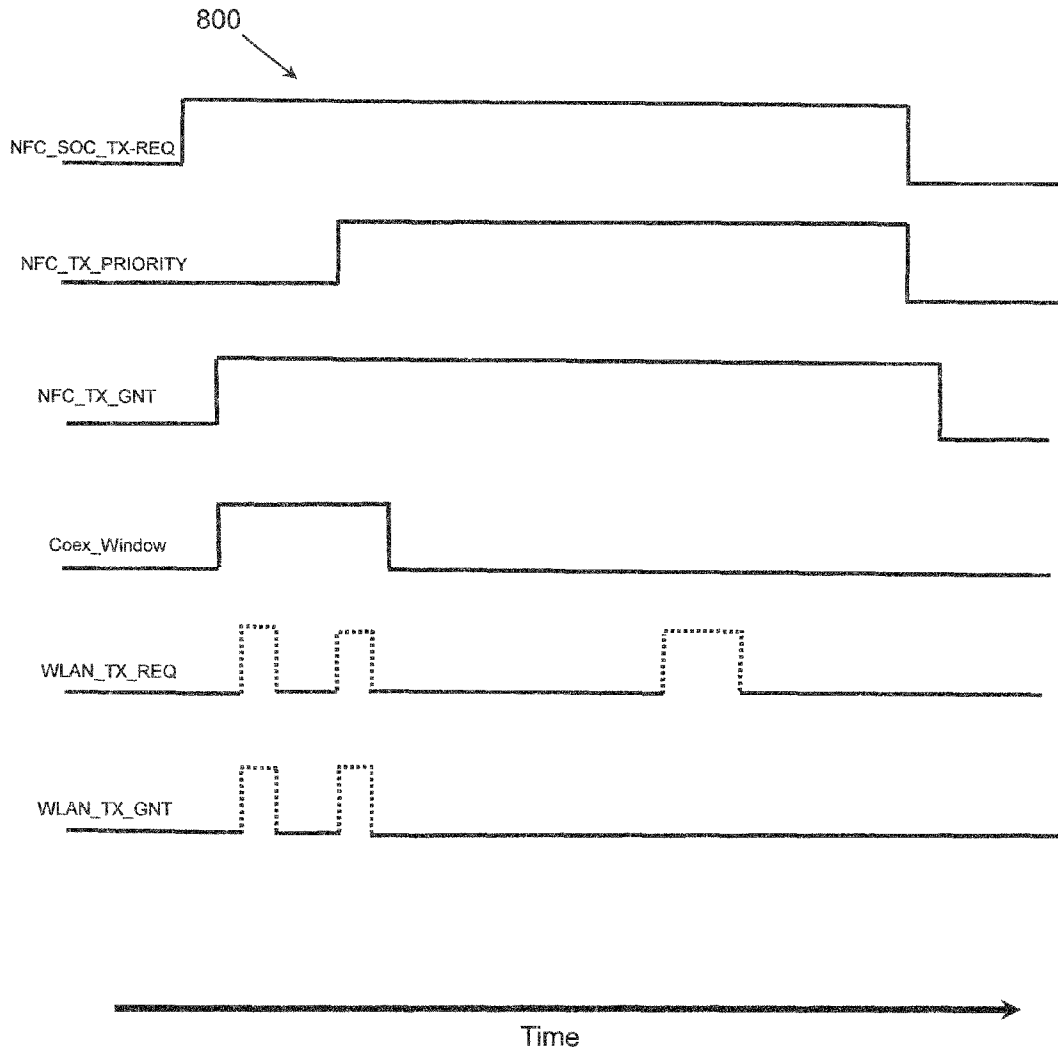 800
NFC_SOC_TX-REQ
NFC_TX_PRIORITY
NFC_TX_GNT
Coex_Window
WLAN_TX_REQ
WLAN_TX_GNT
Time